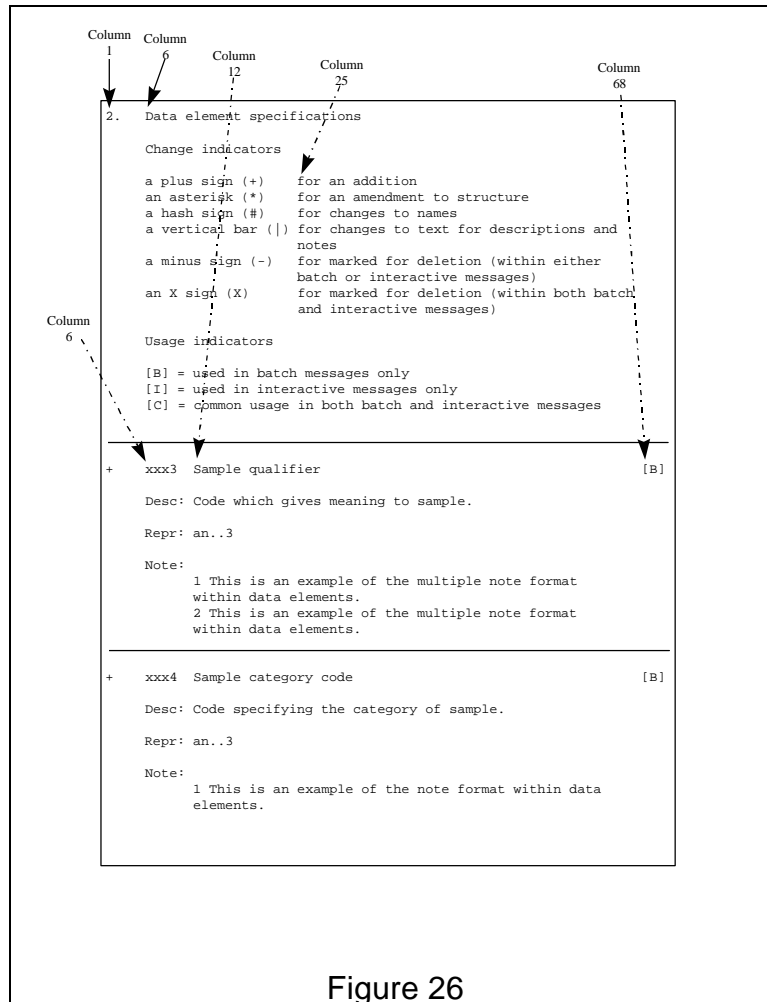 Column
1
Column
6
Column
12
Column
25
Column
68
2. Data element specifications
Change indicators
a plus sign (+) for an addition
an asterisk (*) for an amendment to structure
a hash sign (#) for changes to names
a vertical bar (|) for changes to text for descriptions and
notes
a minus sign (-) for marked for deletion (within either
batch or interactive messages)
an X sign (X) for marked for deletion (within both batch
and interactive messages)
Column
6
Usage indicators
[B] = used in batch messages only
[I] = used in interactive messages only
[C] = common usage in both batch and interactive messages
+ xxx3 Sample qualifier [B]
Desc: Code which gives meaning to sample.
Repr: an..3
Note:
1 This is an example of the multiple note format
within data elements.
2 This is an example of the multiple note format
within data elements.
+ xxx4 Sample category code [B]
Desc: Code specifying the category of sample.
Repr: an..3
Note:
1 This is an example of the note format within data
elements.
Figure 26